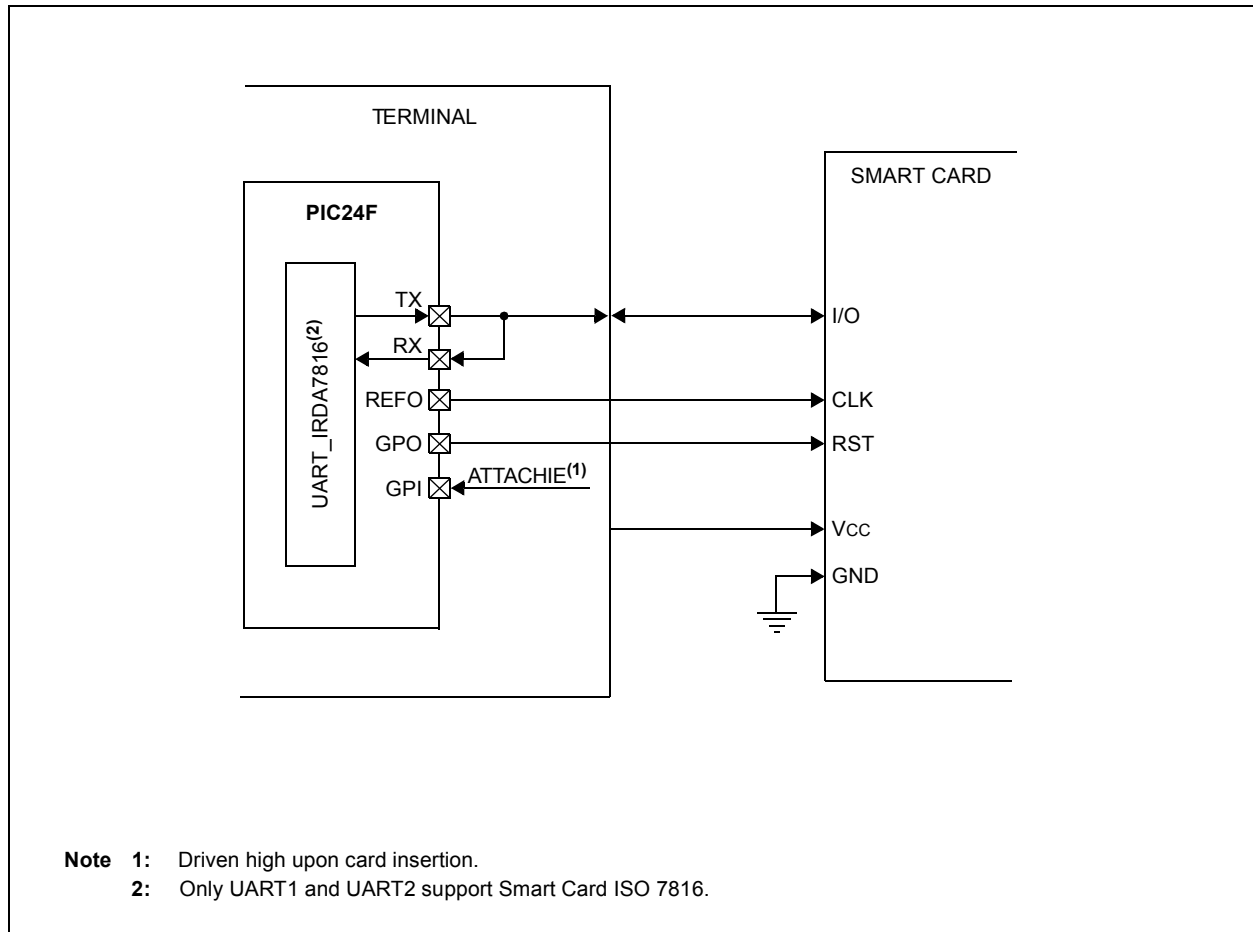 TERMINAL
SMART CARD
PIC24F
UART_IRDA7816(2)
TX
RX
REFO
GPO
GPI
ATTACHIE(1)
I/O
CLK
RST
VCC
GND
Note 1: Driven high upon card insertion.
2: Only UART1 and UART2 support Smart Card ISO 7816.